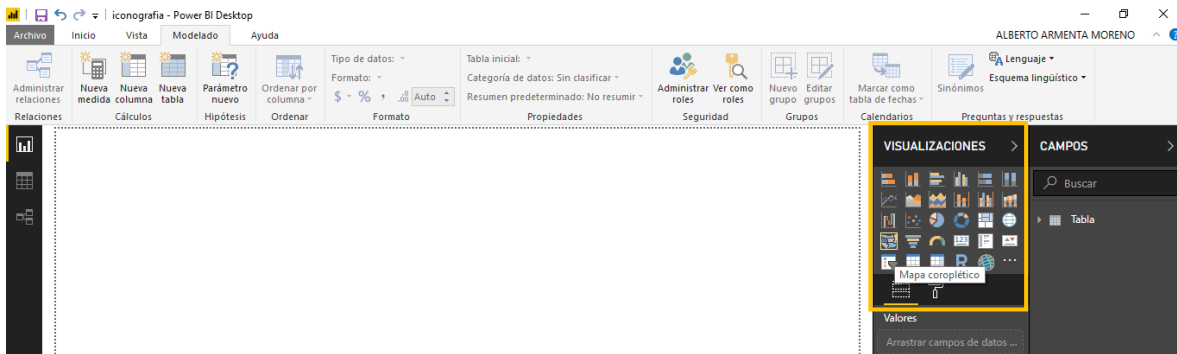 iconografia - Power BI Desktop
Archivo Inicio Vista Modelado Ayuda ALBERTO ARMENTA MORENO
Administrar relaciones
Relaciones
Nueva medida
Nueva columna
Nueva tabla
Cálculos
Parámetro nuevo
Hipótesis
Ordenar por columna
Ordenar
Tipo de datos:
Formato:
$ % , .00 Auto
Formato
Tabla inicial:
Categoría de datos: Sin clasificar
Resumen predeterminado: No resumir
Propiedades
Administrar roles
Ver como roles
Seguridad
Nuevo grupo
Editar grupos
Grupos
Marcar como tabla de fechas
Calendarios
Sinónimos
Lenguaje
Esquema lingüístico
Preguntas y respuestas
VISUALIZACIONES
123
R
Mapa coroplético
Valores
Arrastrar campos de datos ...
CAMPOS
Buscar
Tabla